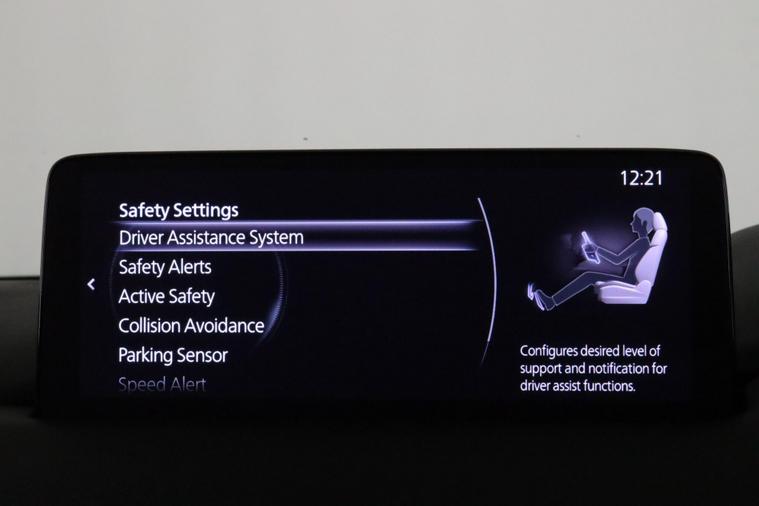 12:21
Safety Settings
Driver Assistance System
Safety Alerts
Active Safety
Collision Avoidance
Parking Sensor
Speed Alert
Configures desired level of
support and notification for
driver assist functions.